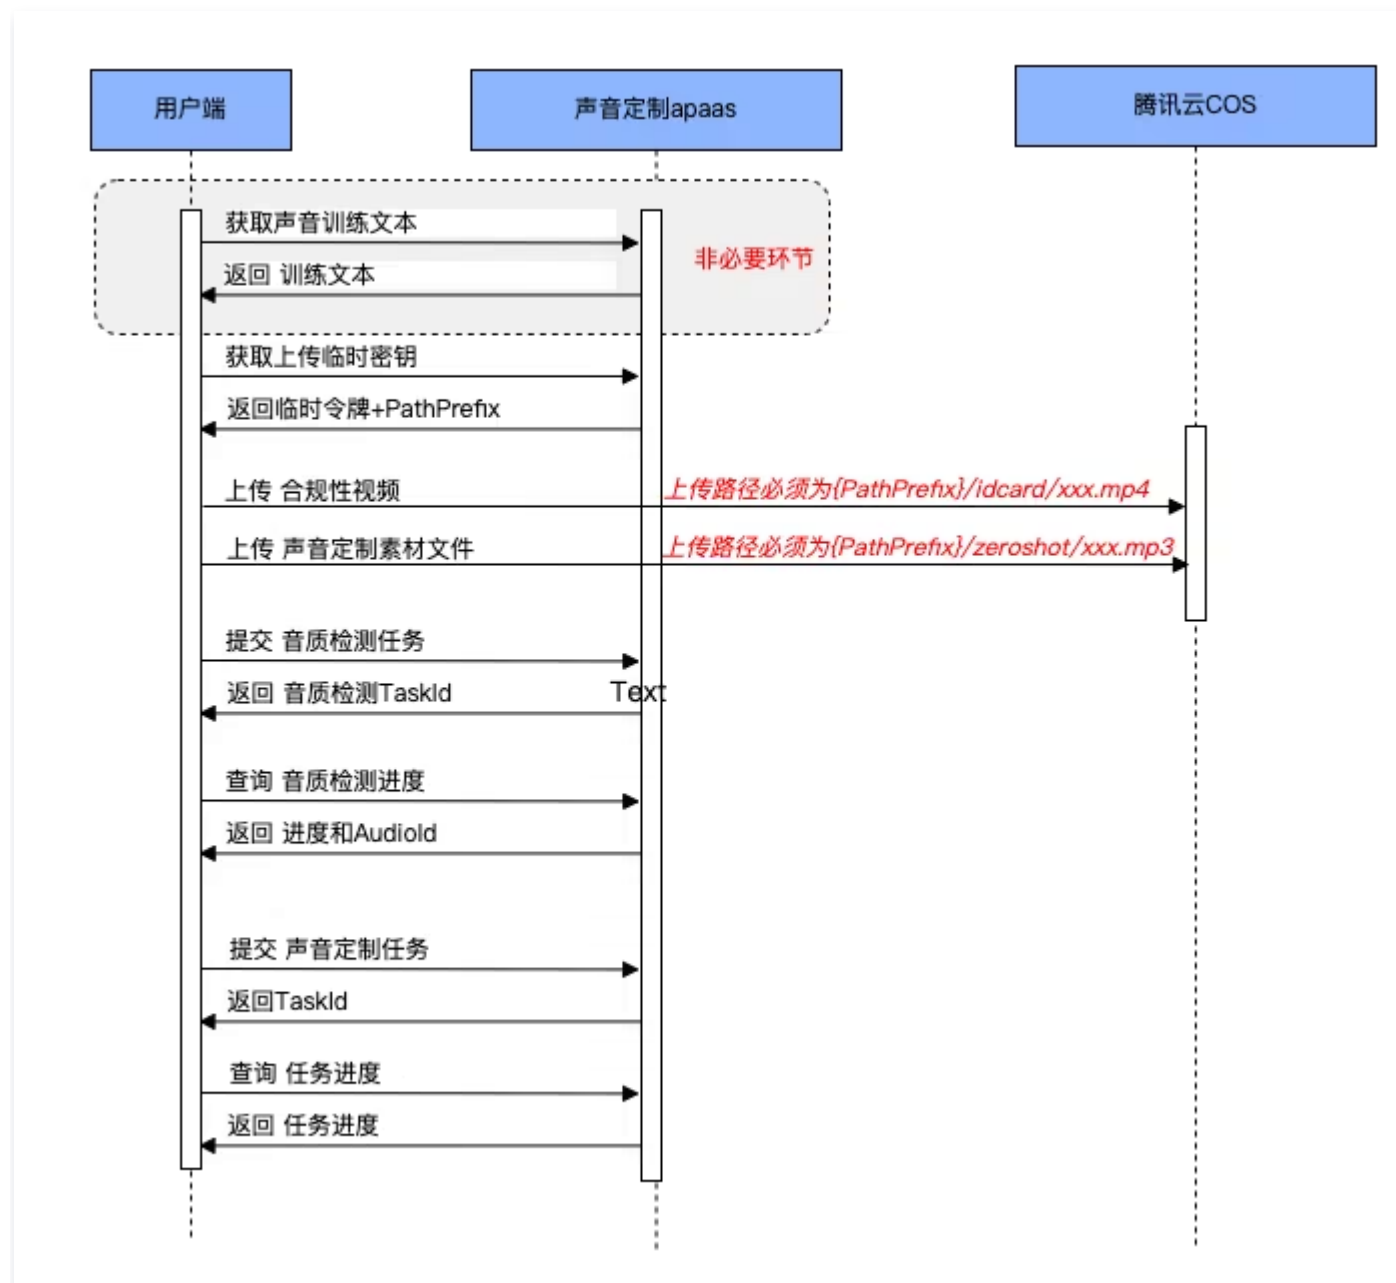 用户端
声音定制apaas
腾讯云COS
获取声音训练文本
非必要环节
返回 训练文本
获取上传临时密钥
返回临时令牌+PathPrefix
上传 合规性视频
上传路径必须为{PathPrefix}/idcard/xxx.mp4
上传 声音定制素材文件
上传路径必须为{PathPrefix}/zeroshot/xxx.mp3
提交 音质检测任务
返回 音质检测TaskId
Text
查询 音质检测进度
返回 进度和AudioId
提交 声音定制任务
返回TaskId
查询 任务进度
返回 任务进度